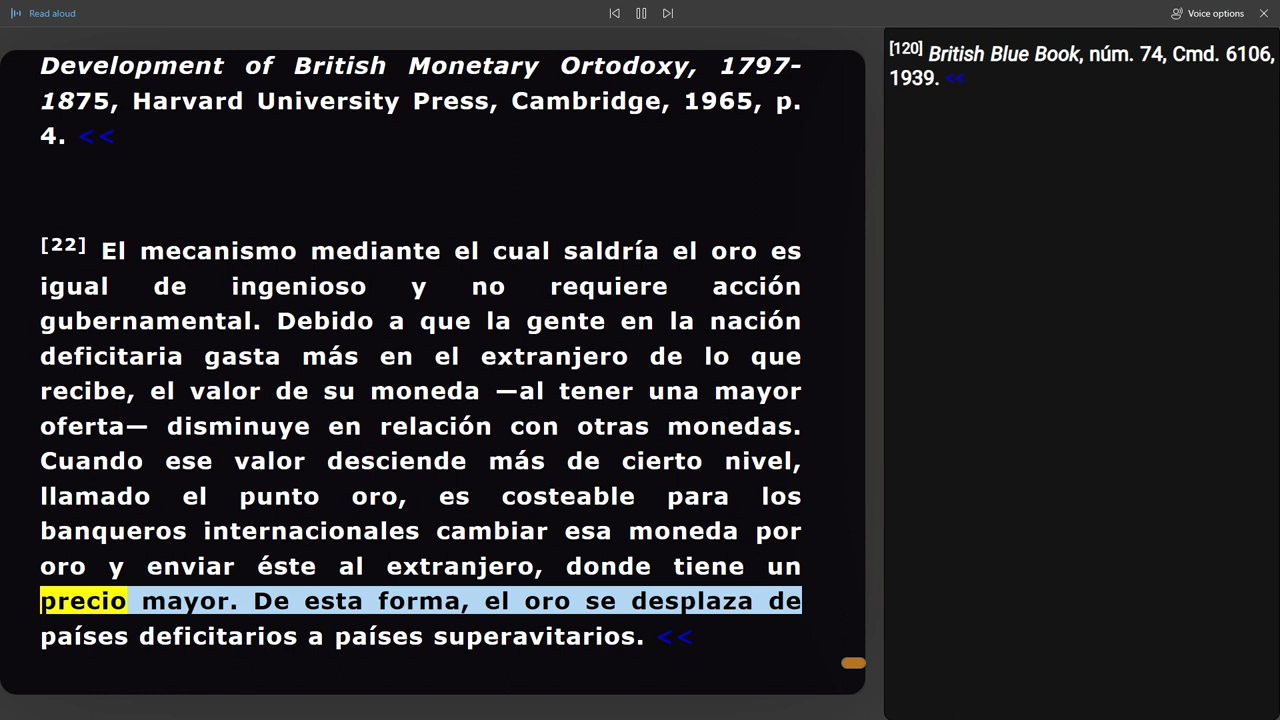 Read aloud
Voice options
Development of British Monetary Ortodoxy, 1797-
1875, Harvard University Press, Cambridge, 1965, p.
4. <<
[22] El mecanismo mediante el cual saldría el oro es
igual de ingenioso y no requiere acción
gubernamental. Debido a que la gente en la nación
deficitaria gasta más en el extranjero de lo que
recibe, el valor de su moneda —al tener una mayor
oferta— disminuye en relación con otras monedas.
Cuando ese valor desciende más de cierto nivel,
llamado el punto oro, es costeable para los
banqueros internacionales cambiar esa moneda por
oro y enviar éste al extranjero, donde tiene un
precio mayor. De esta forma, el oro se desplaza de
países deficitarios a países superavitarios. <<
[120] British Blue Book, núm. 74, Cmd. 6106,
1939. <<